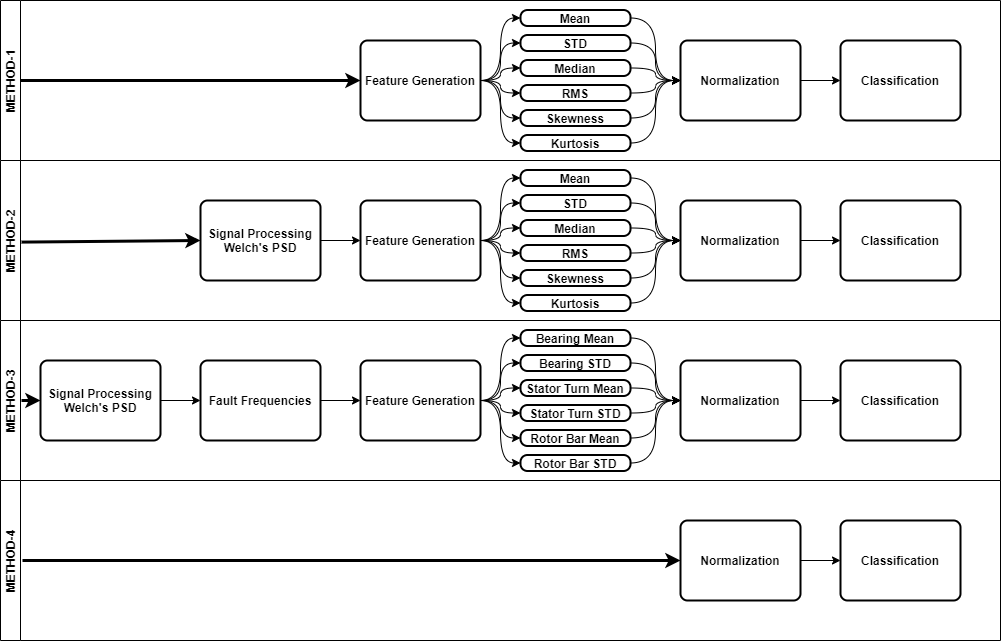 METHOD-1
Feature Generation
Mean
STD
Median
RMS
Skewness
Kurtosis
Normalization
Classification
METHOD-2
Signal Processing
Welch's PSD
Feature Generation
Mean
STD
Median
RMS
Skewness
Kurtosis
Normalization
Classification
METHOD-3
Signal Processing
Welch's PSD
Fault Frequencies
Feature Generation
Bearing Mean
Bearing STD
Stator Turn Mean
Stator Turn STD
Rotor Bar Mean
Rotor Bar STD
Normalization
Classification
METHOD-4
Normalization
Classification